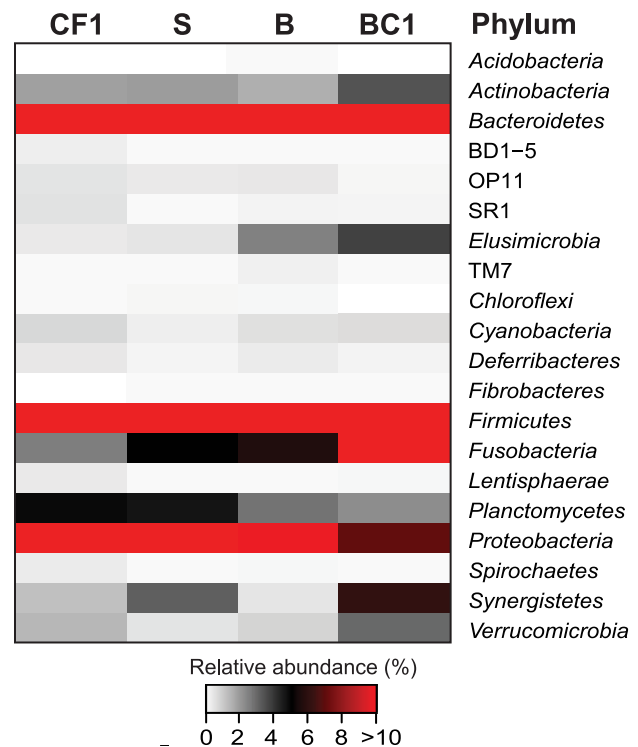 CF1 S B BC1 Phylum
Acidobacteria
Actinobacteria
Bacteroidetes
BD1−5
OP11
SR1
Elusimicrobia
TM7
Chloroflexi
Cyanobacteria
Deferribacteres
Fibrobacteres
Firmicutes
Fusobacteria
Lentisphaerae
Planctomycetes
Proteobacteria
Spirochaetes
Synergistetes
Verrucomicrobia
Relative abundance (%)
0 2 4 6 8 >10